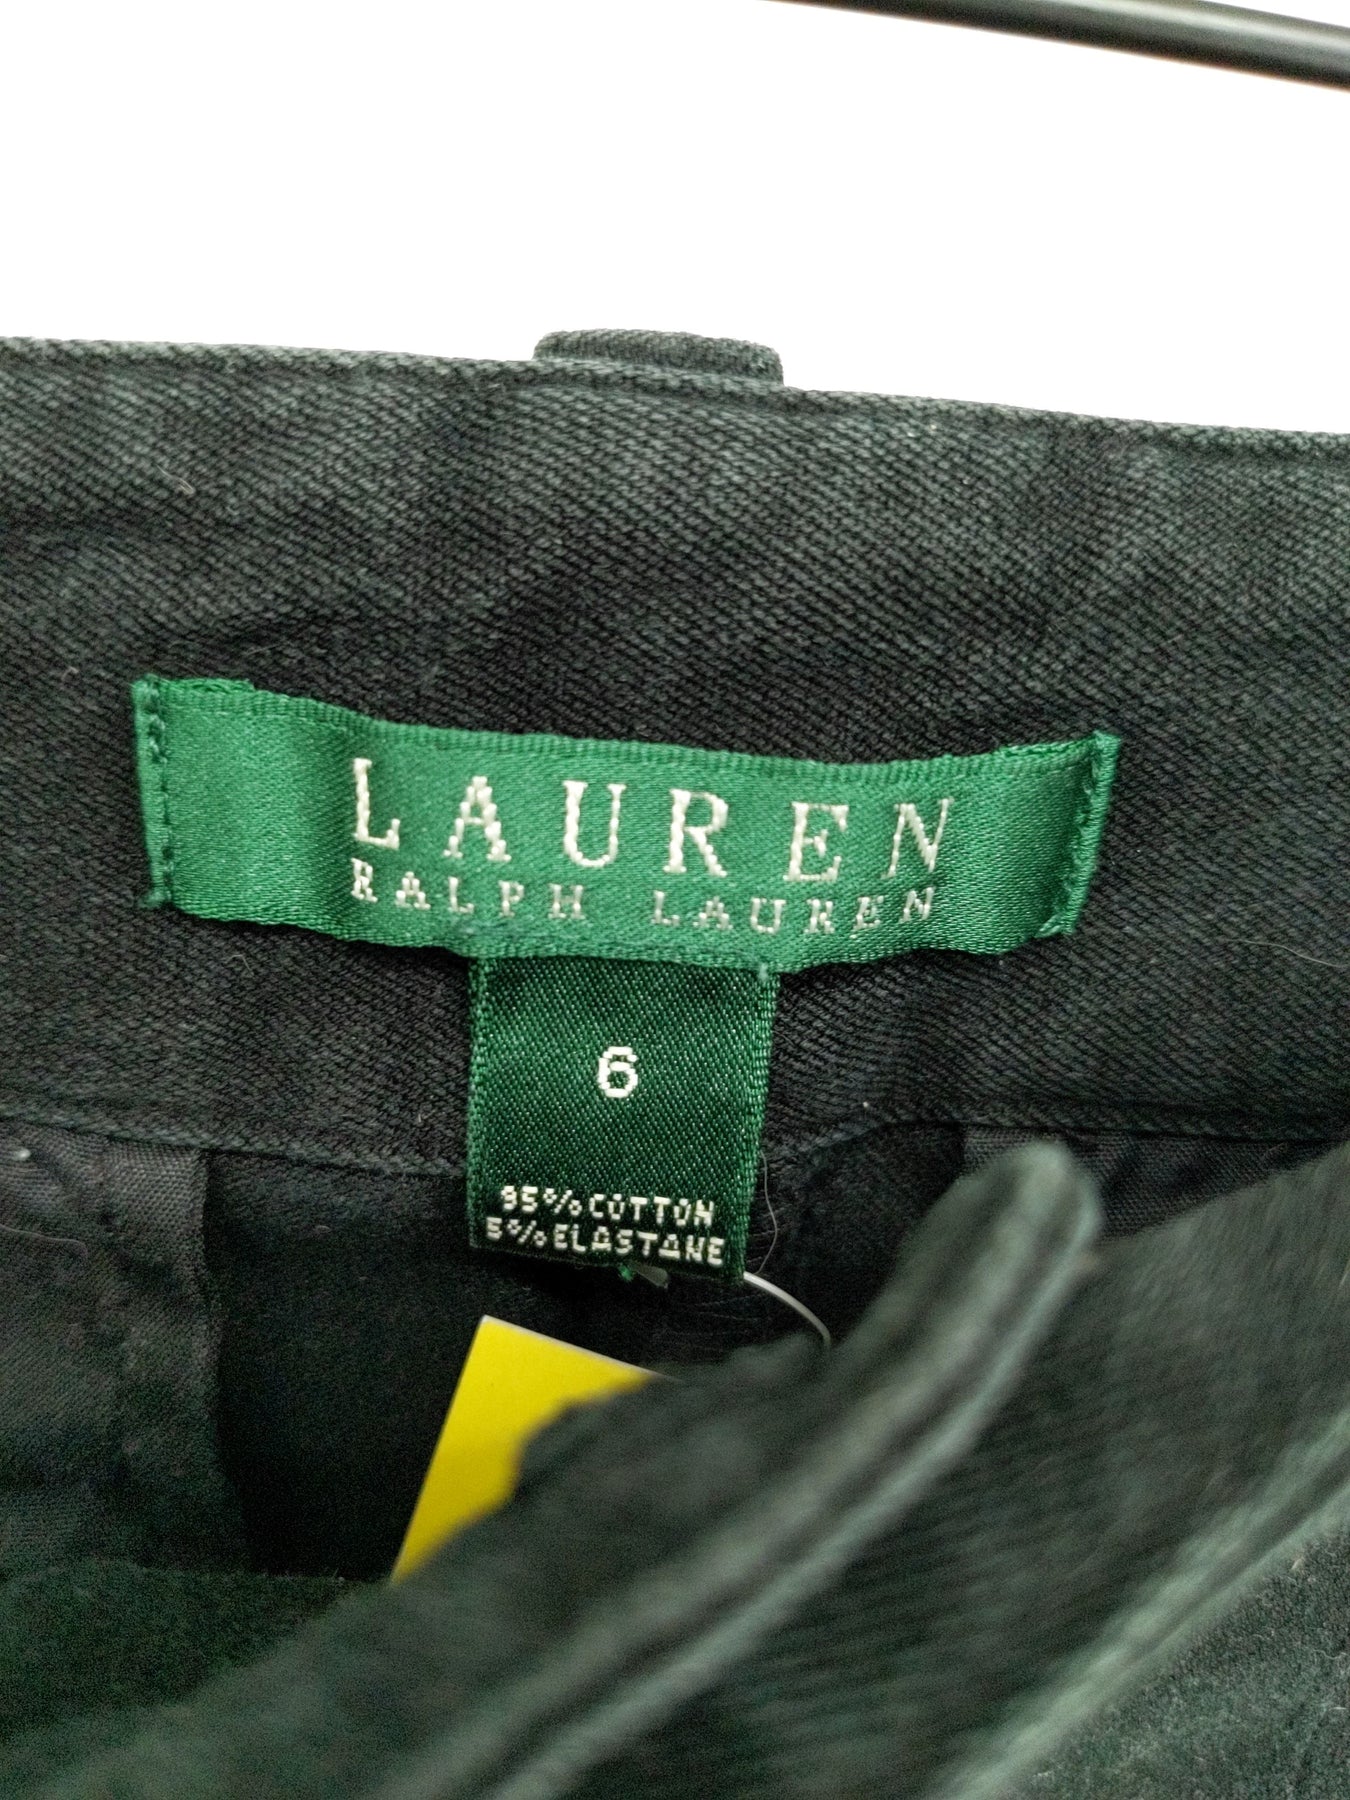 LAUREN
RALPH LAUREN
6
95% COTTON
5% ELASTANE